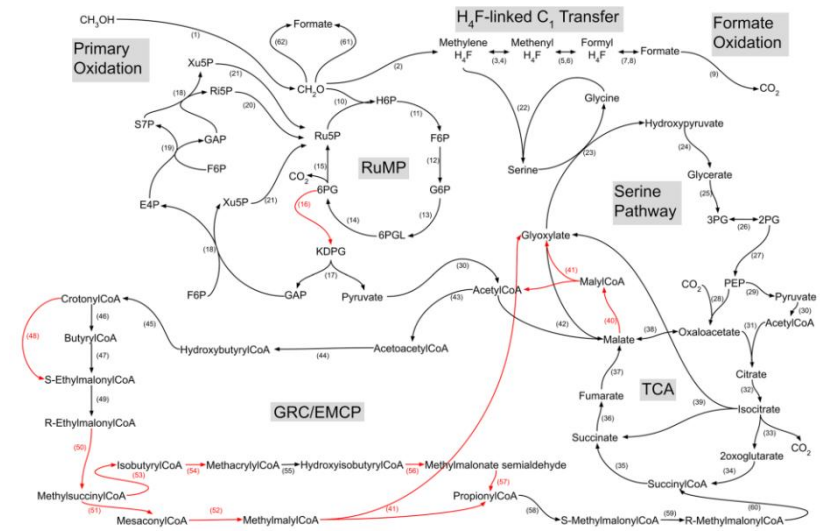 H4F-linked C1 Transfer
Primary
Oxidation
Formate
Oxidation
CH3OH
(1)
Formate
(62)
(61)
CH2O
(2)
Methylene
H4F
(3,4)
Methenyl
H4F
(5,6)
Formyl
H4F
(7,8)
Formate
(9)
CO2
Xu5P
(21)
(18)
Ri5P
(20)
S7P
GAP
(19)
F6P
E4P
Xu5P
(21)
(18)
F6P
GAP
RuMP
Ru5P
(10)
H6P
(11)
F6P
(12)
G6P
(13)
6PGL
(14)
6PG
(15)
CO2
(16)
KDPG
(17)
Pyruvate
(30)
AcetylCoA
(43)
Serine
Pathway
(22)
Glycine
Serine
(23)
Hydroxypyruvate
(24)
Glycerate
(25)
3PG
(26)
2PG
(27)
PEP
CO2
(28)
(29)
Pyruvate
(30)
AcetylCoA
Oxaloacetate
(31)
Glyoxylate
(41)
MalylCoA
(40)
(42)
Malate
(38)
TCA
Citrate
(32)
Isocitrate
(33)
CO2
2oxoglutarate
(34)
SuccinylCoA
(35)
Succinate
(36)
Fumarate
(37)
(39)
GRC/EMCP
AcetoacetylCoA
(44)
HydroxybutyrylCoA
(45)
CrotonylCoA
(46)
(48)
ButyrylCoA
(47)
S-EthylmalonylCoA
(49)
R-EthylmalonylCoA
(50)
MethylsuccinylCoA
(53)
IsobutyrylCoA
(54)
MethacrylylCoA
(55)
HydroxyisobutyrylCoA
(56)
Methylmalonate semialdehyde
(57)
(51)
MesaconylCoA
(52)
MethylmalylCoA
(41)
PropionylCoA
(58)
S-MethylmalonylCoA
(59)
R-MethylmalonylCoA
(60)